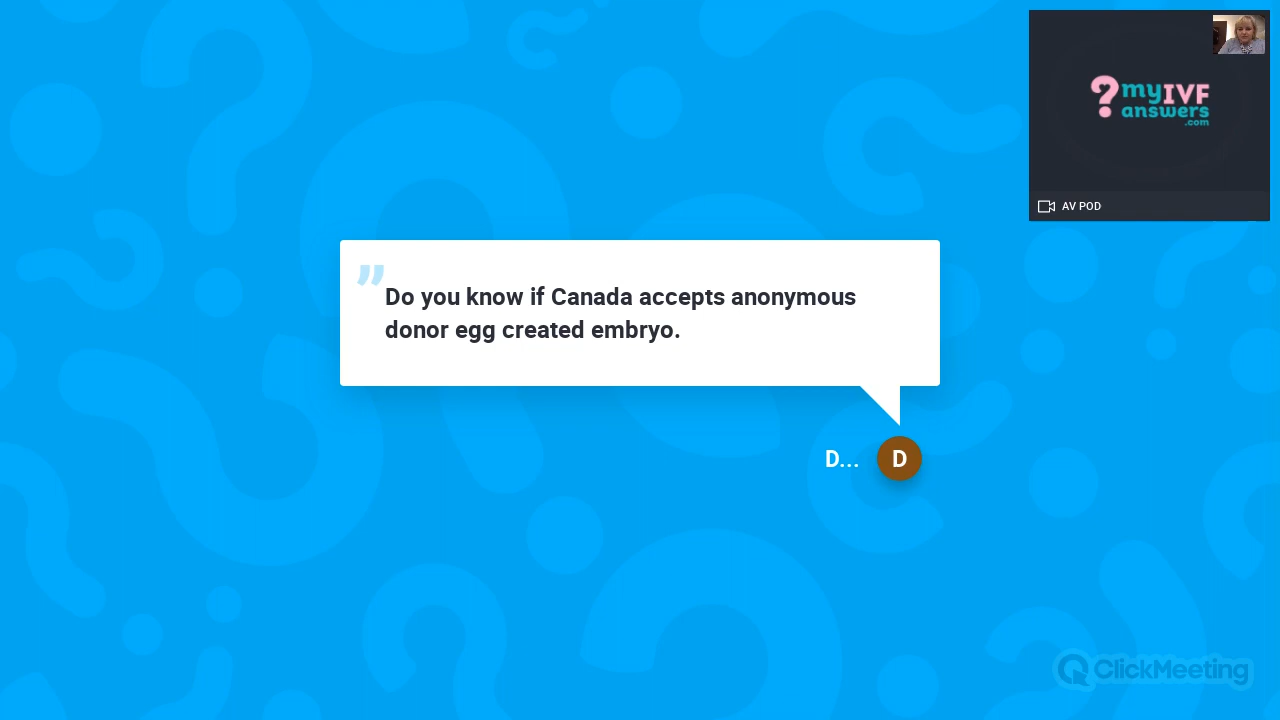 myIVF
answers
.com
AV POD
Do you know if Canada accepts anonymous
donor egg created embryo.
D... D
ClickMeeting